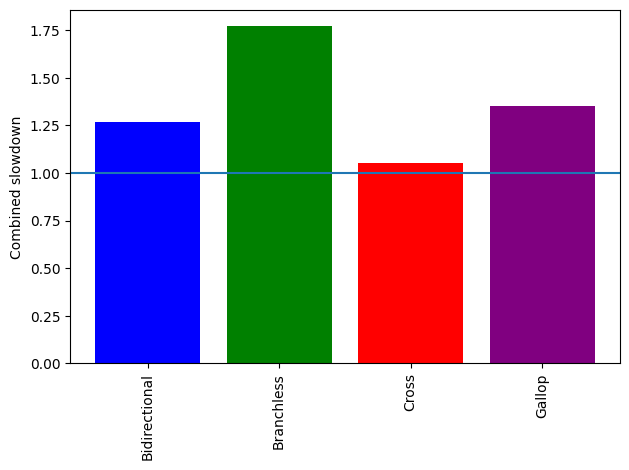 Combined slowdown
1.75
1.50
1.25
1.00
0.75
0.50
0.25
0.00
Bidirectional
Branchless
Cross
Gallop